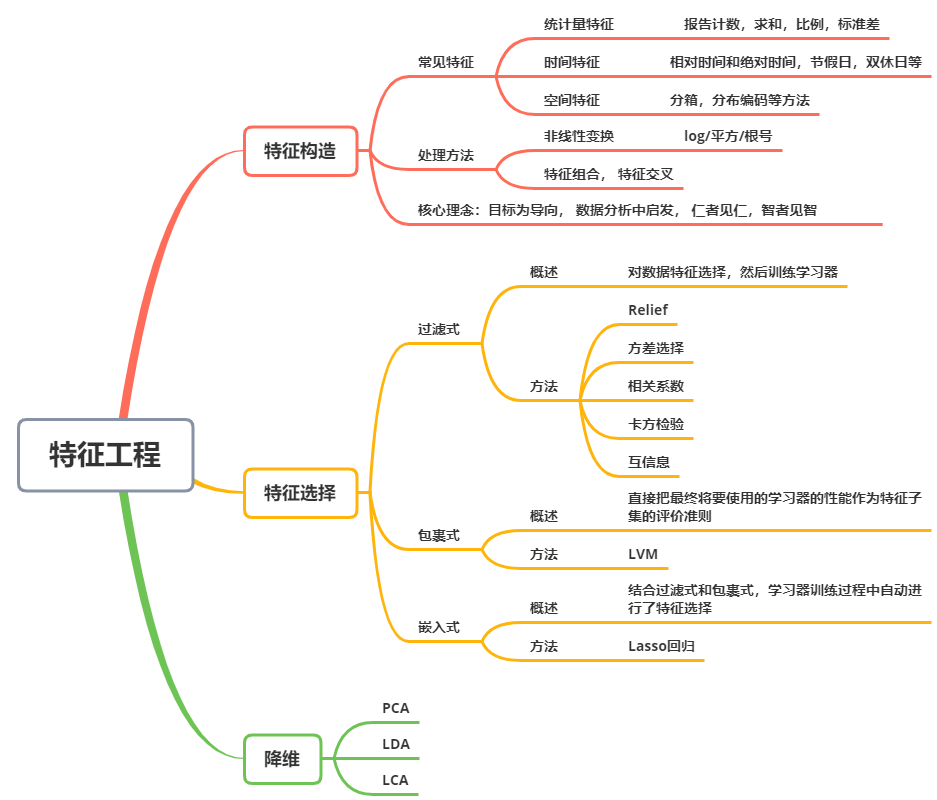 特征工程
特征构造
常见特征
统计量特征
报告计数，求和，比例，标准差
时间特征
相对时间和绝对时间，节假日，双休日等
空间特征
分箱，分布编码等方法
处理方法
非线性变换
log/平方/根号
特征组合， 特征交叉
核心理念：目标为导向， 数据分析中启发， 仁者见仁，智者见智
特征选择
过滤式
概述
对数据特征选择，然后训练学习器
方法
Relief
方差选择
相关系数
卡方检验
互信息
包裹式
概述
直接把最终将要使用的学习器的性能作为特征子
集的评价准则
方法
LVM
嵌入式
概述
结合过滤式和包裹式，学习器训练过程中自动进
行了特征选择
方法
Lasso回归
降维
PCA
LDA
LCA